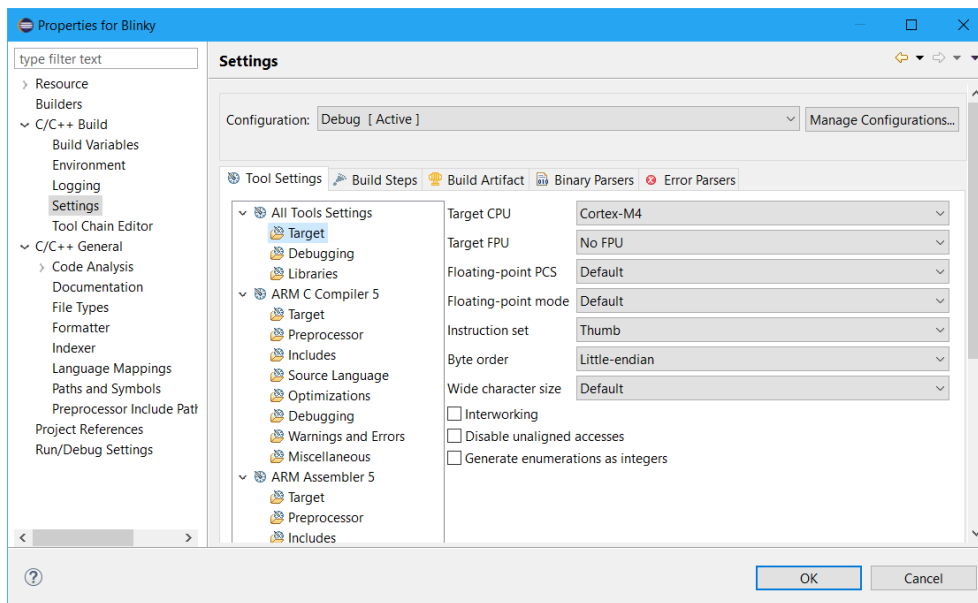 Properties for Blinky
type filter text
Resource
Builders
C/C++ Build
Build Variables
Environment
Logging
Settings
Tool Chain Editor
C/C++ General
Code Analysis
Documentation
File Types
Formatter
Indexer
Language Mappings
Paths and Symbols
Preprocessor Include Path
Project References
Run/Debug Settings
Settings
Configuration: Debug [ Active ] Manage Configurations...
Tool Settings Build Steps Build Artifact Binary Parsers Error Parsers
All Tools Settings
Target
Debugging
Libraries
ARM C Compiler 5
Target
Preprocessor
Includes
Source Language
Optimizations
Debugging
Warnings and Errors
Miscellaneous
ARM Assembler 5
Target
Preprocessor
Includes
Target CPU Cortex-M4
Target FPU No FPU
Floating-point PCS Default
Floating-point mode Default
Instruction set Thumb
Byte order Little-endian
Wide character size Default
Interworking
Disable unaligned accesses
Generate enumerations as integers
OK Cancel